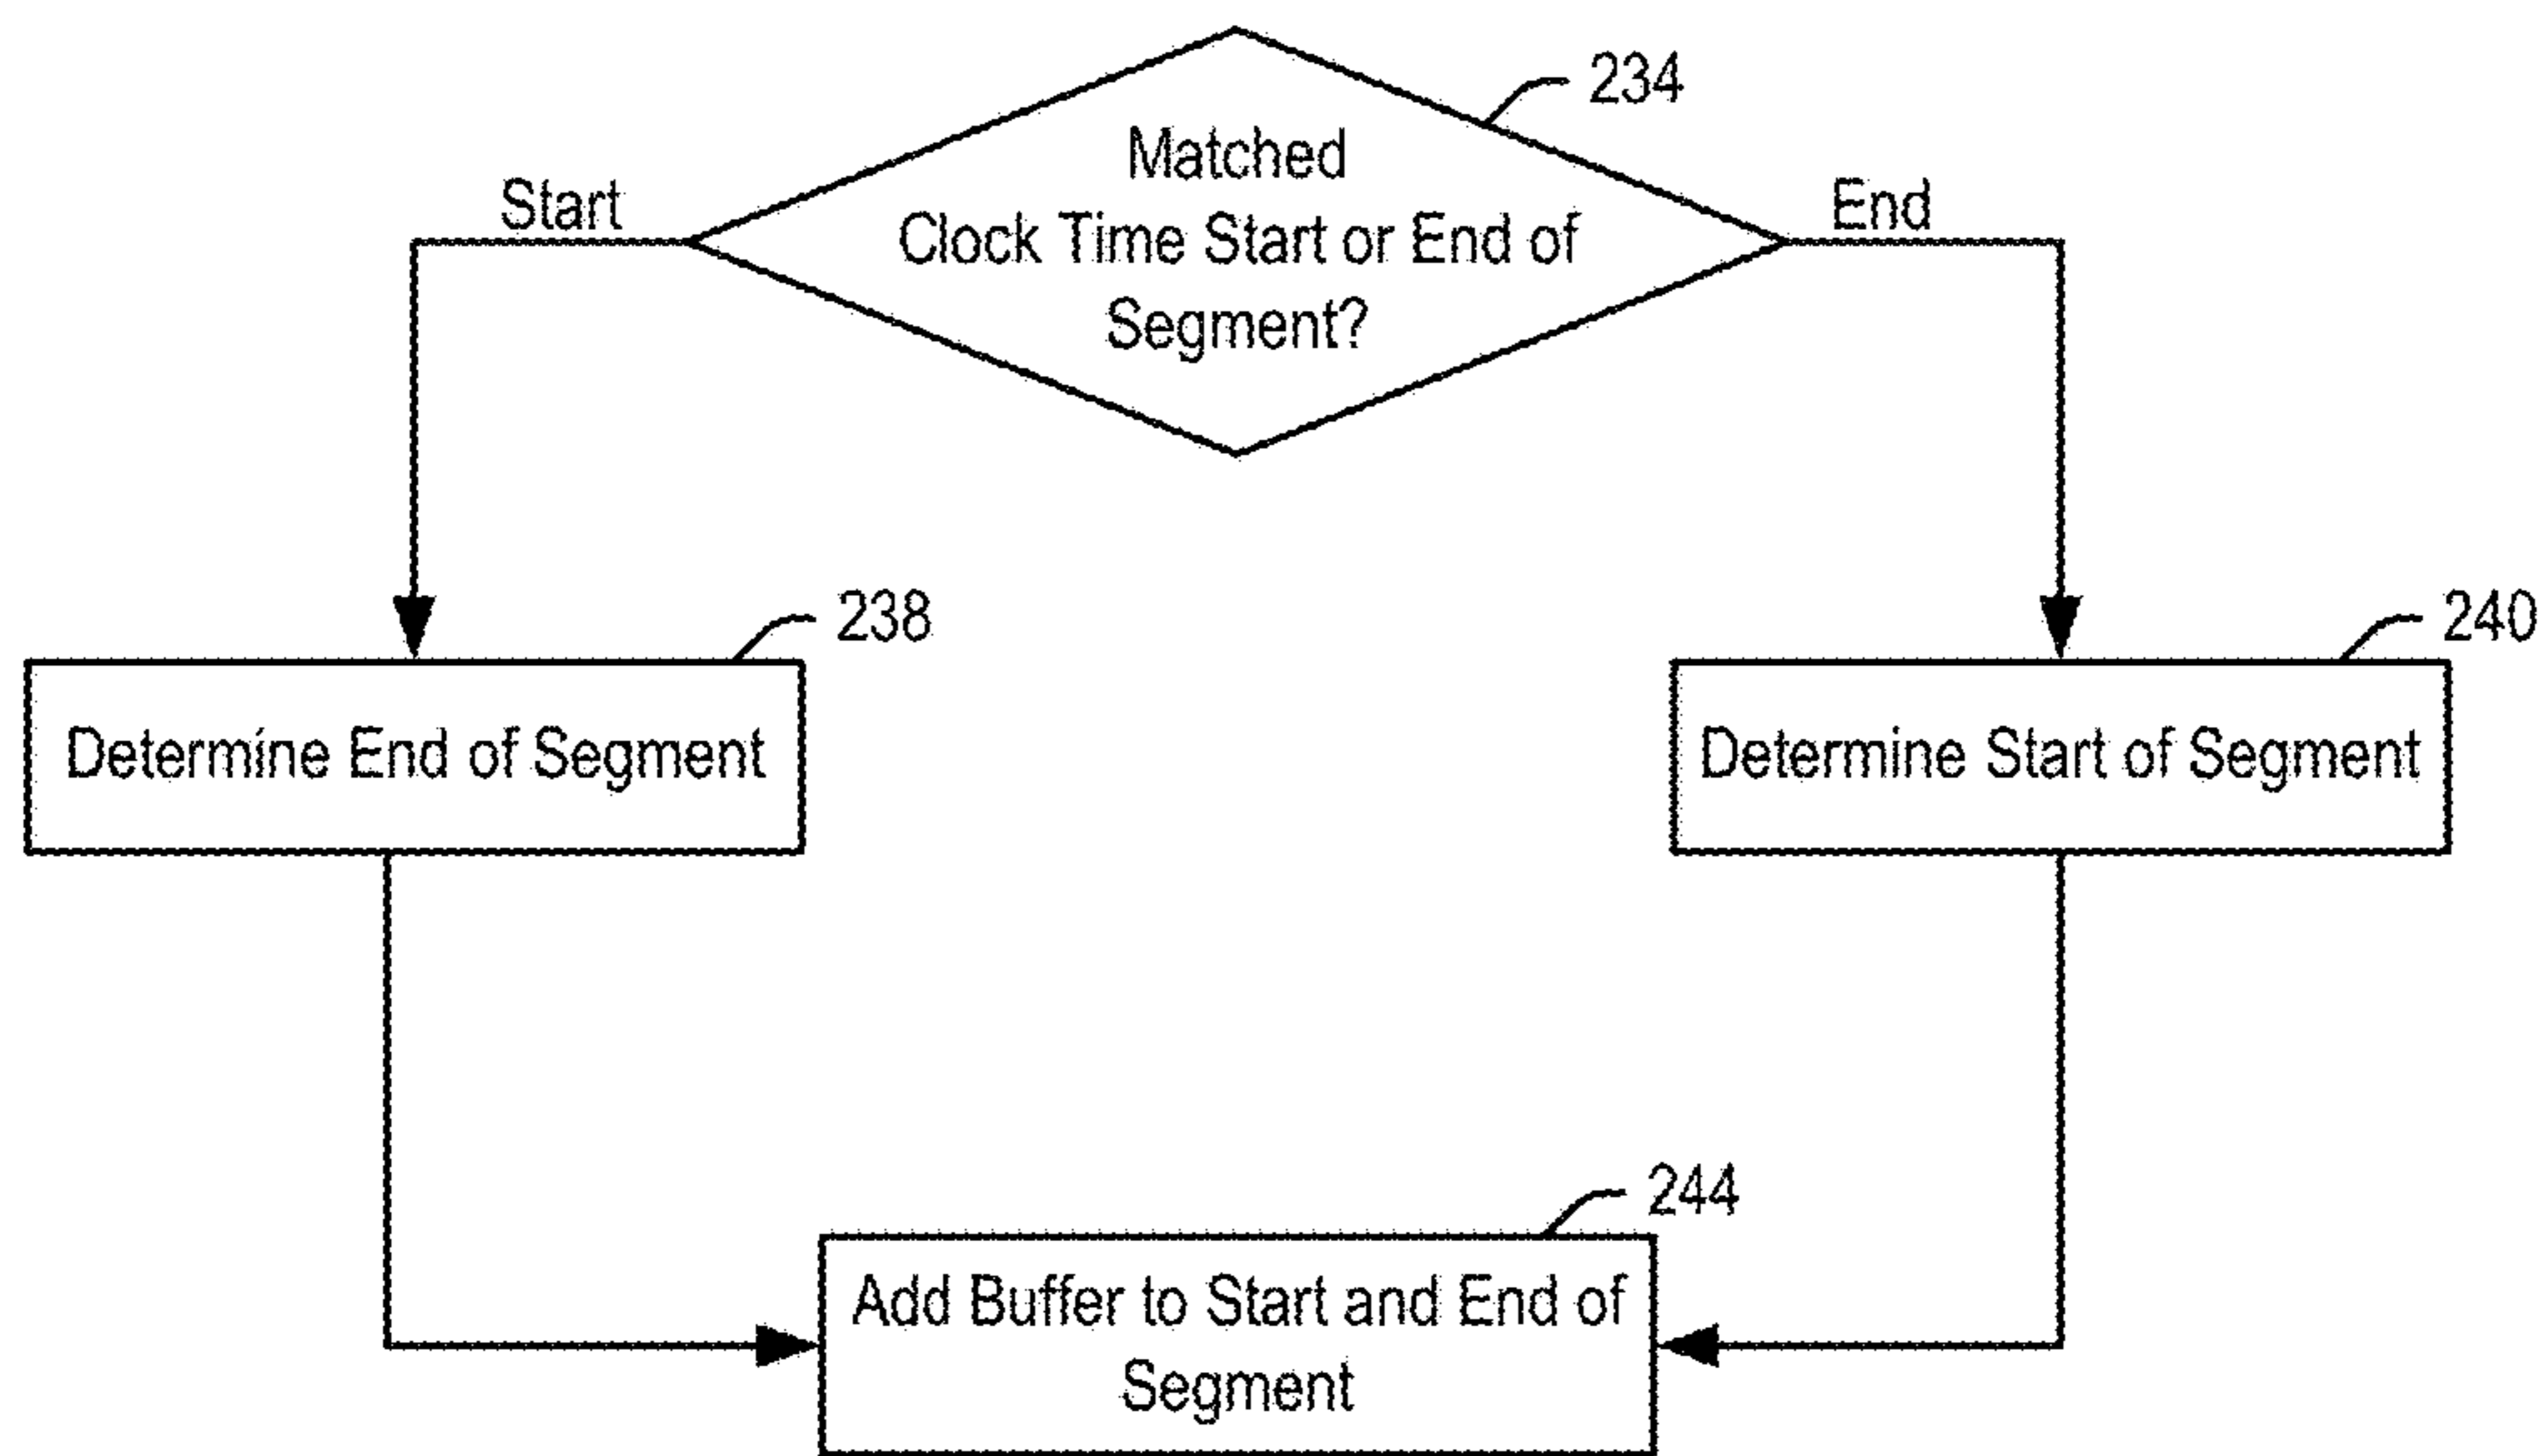 234
Matched
Clock Time Start or End of
Segment?
Start
End
238
Determine End of Segment
240
Determine Start of Segment
244
Add Buffer to Start and End of
Segment